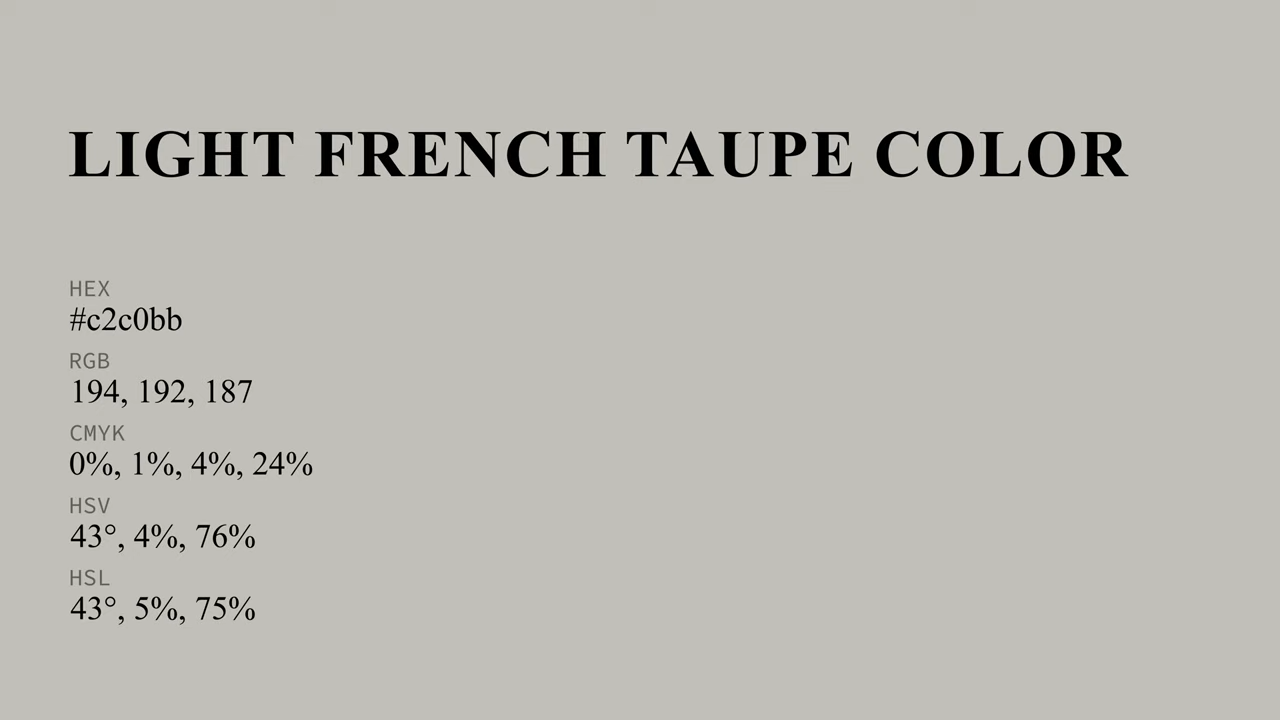 LIGHT FRENCH TAUPE COLOR
HEX
#c2c0bb
RGB
194, 192, 187
CMYK
0%, 1%, 4%, 24%
HSV
43°, 4%, 76%
HSL
43°, 5%, 75%